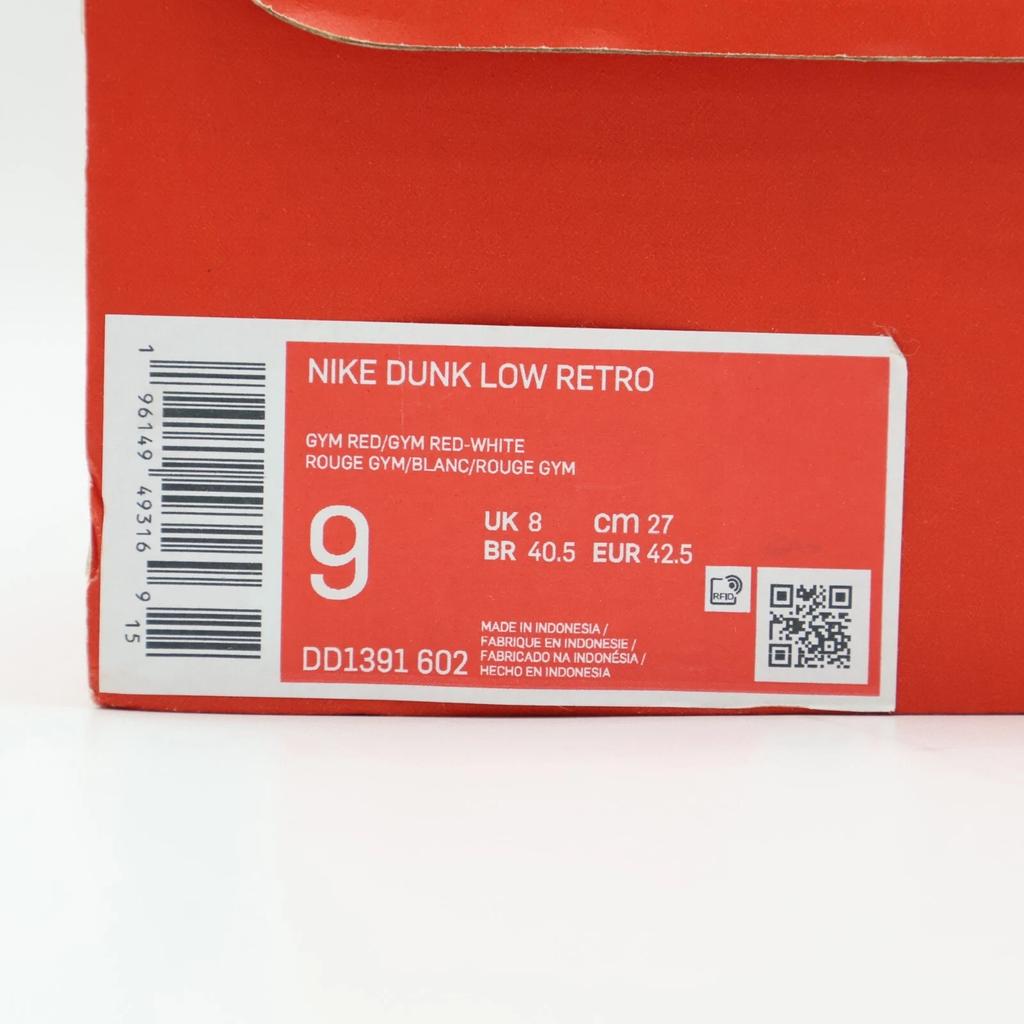 NIKE DUNK LOW RETRO
GYM RED/GYM RED-WHITE
ROUGE GYM/BLANC/ROUGE GYM
9
UK 8 cm 27
BR 40.5 EUR 42.5
DD1391 602
MADE IN INDONESIA /
FABRIQUE EN INDONESIE /
FABRICADO NA INDONÉSIA /
HECHO EN INDONESIA
RFID
1 96149 49316 9 15